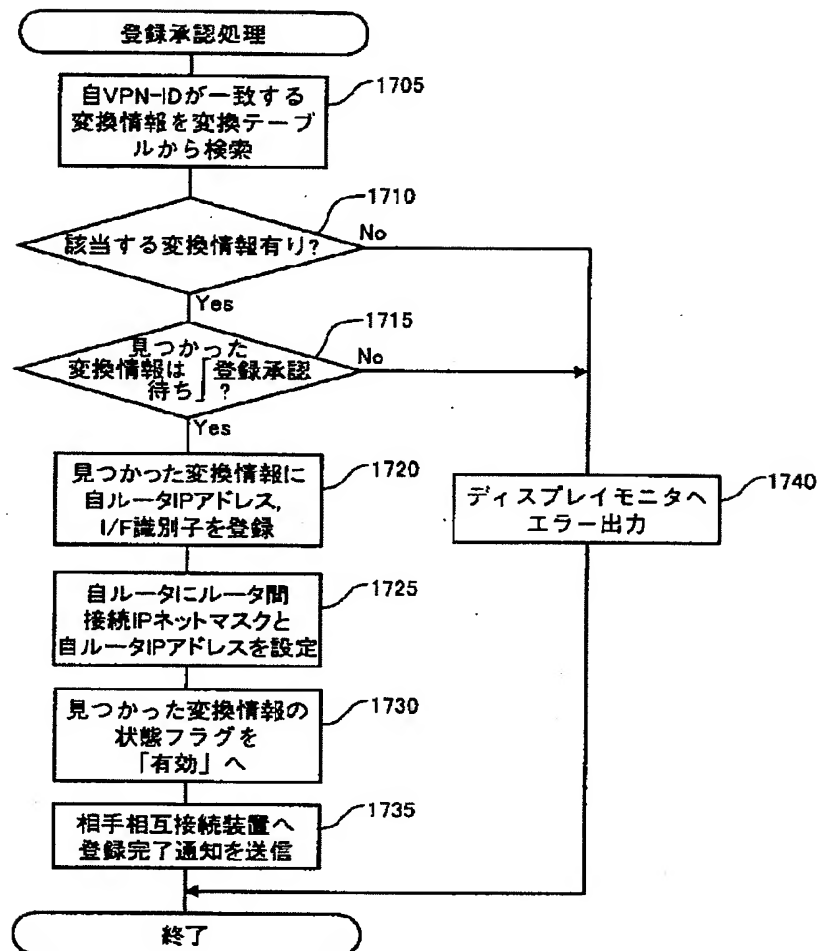 登録承認処理
1705
自VPN-IDが一致する
変換情報を変換テーブ
ルから検索
1710
該当する変換情報有り?
No
Yes
1715
見つかった
変換情報は「登録承認
待ち」?
No
Yes
1720
見つかった変換情報に
自ルータIPアドレス,
I/F識別子を登録
1740
ディスプレイモニタへ
エラー出力
1725
自ルータにルータ間
接続IPネットマスクと
自ルータIPアドレスを設定
1730
見つかった変換情報の
状態フラグを
「有効」へ
1735
相手相互接続装置へ
登録完了通知を送信
終了